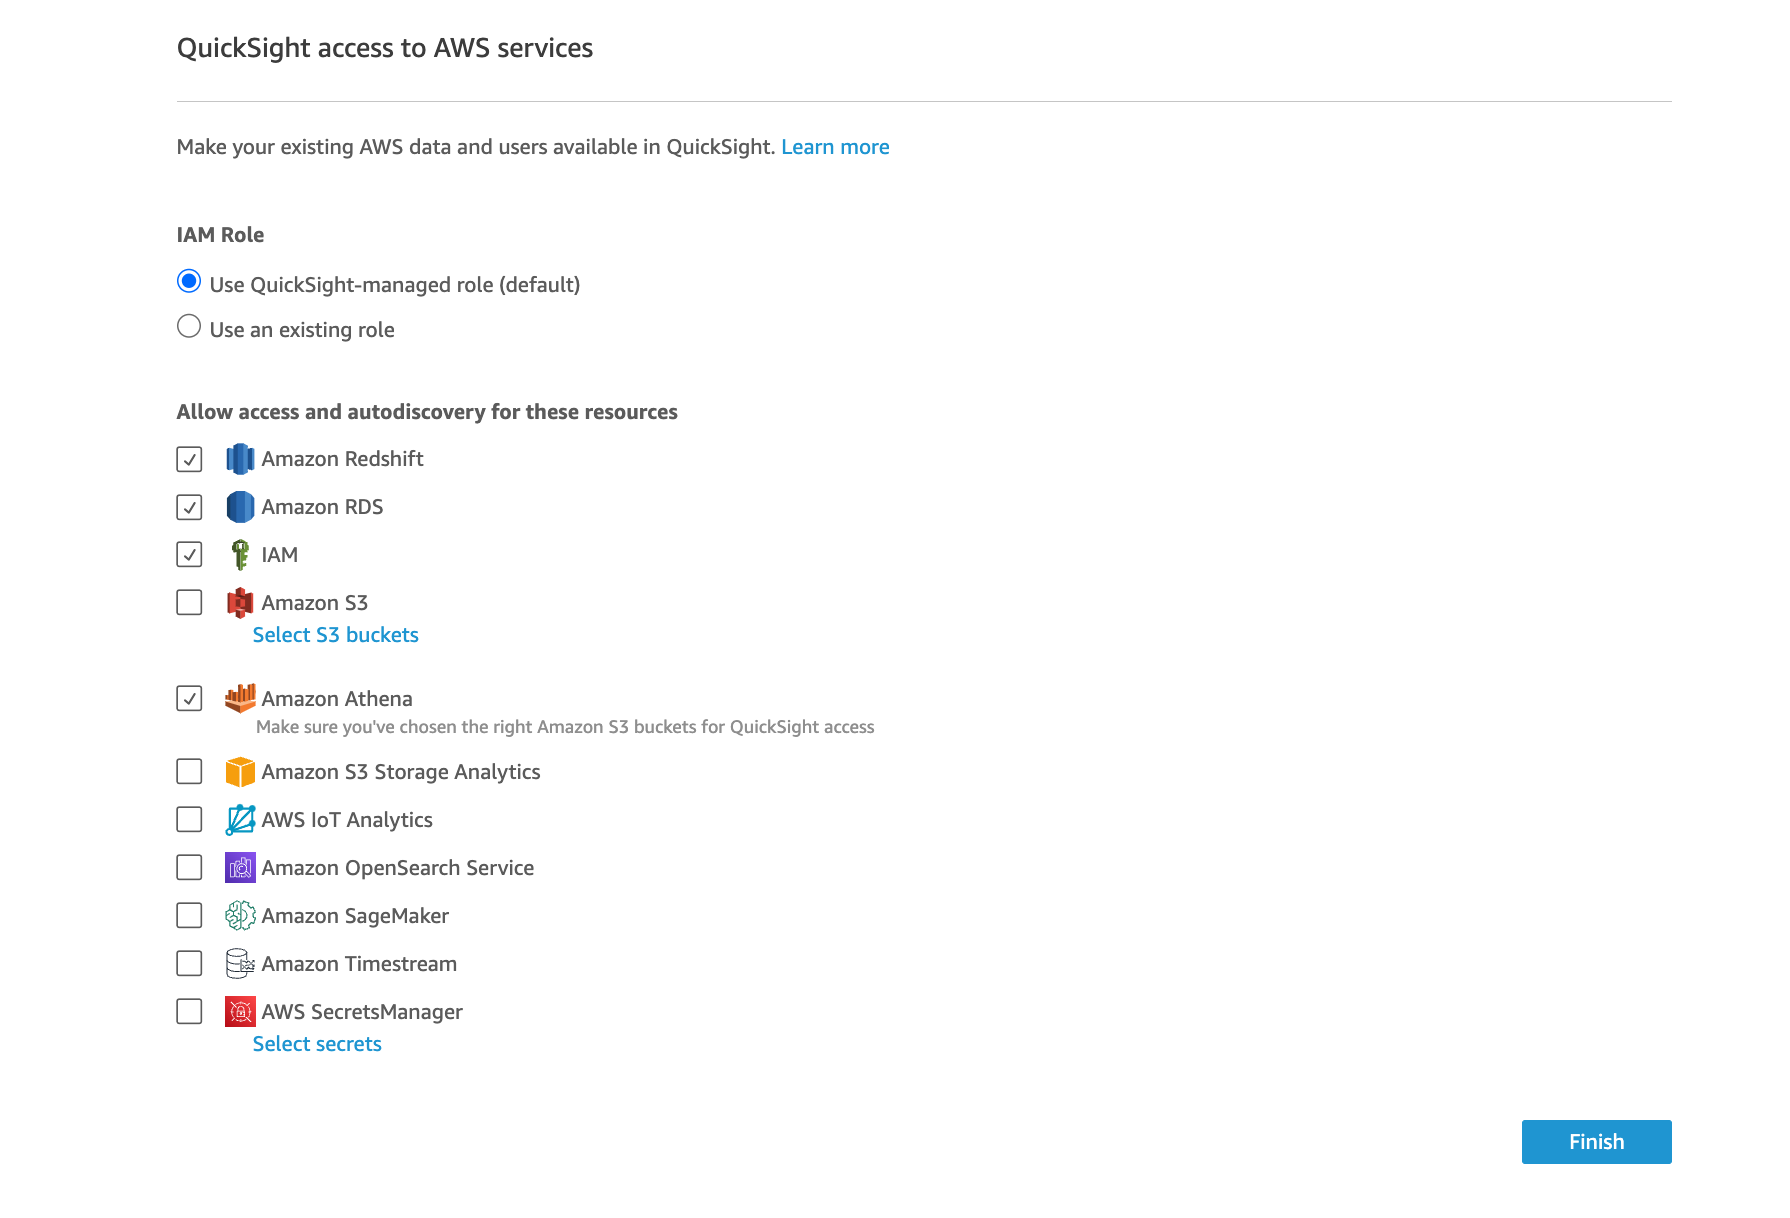 QuickSight access to AWS services
Make your existing AWS data and users available in QuickSight. Learn more
IAM Role
Use QuickSight-managed role (default)
Use an existing role
Allow access and autodiscovery for these resources
Amazon Redshift
Amazon RDS
IAM
Amazon S3
Select S3 buckets
Amazon Athena
Make sure you've chosen the right Amazon S3 buckets for QuickSight access
Amazon S3 Storage Analytics
AWS IoT Analytics
Amazon OpenSearch Service
Amazon SageMaker
Amazon Timestream
AWS SecretsManager
Select secrets
Finish